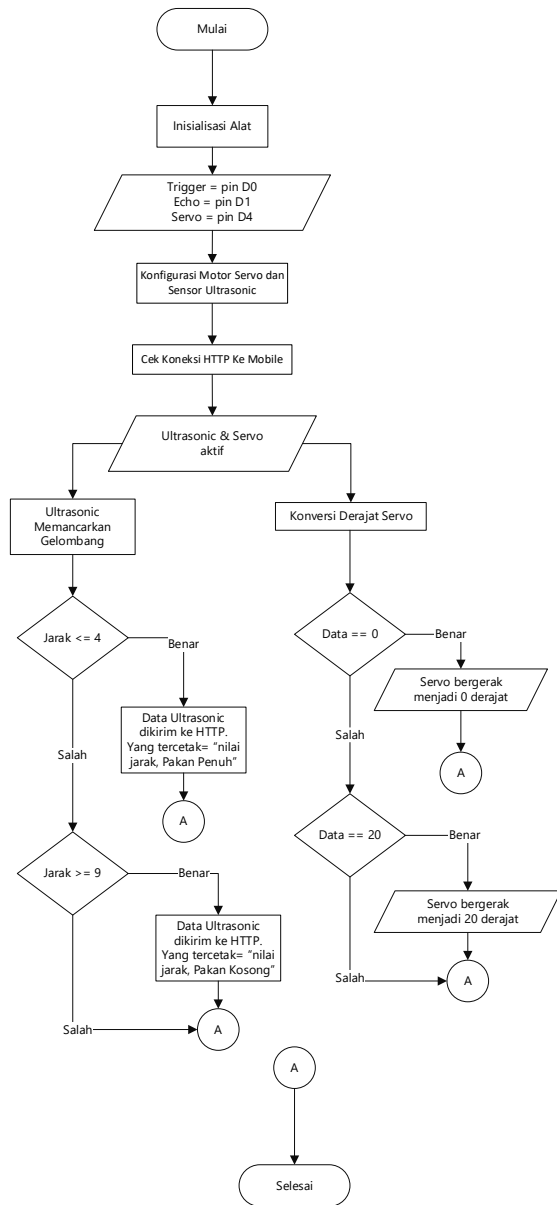 Mulai
Inisialisasi Alat
Trigger = pin D0
Echo = pin D1
Servo = pin D4
Konfigurasi Motor Servo dan
Sensor Ultrasonic
Cek Koneksi HTTP Ke Mobile
Ultrasonic & Servo
aktif
Ultrasonic
Memancarkan
Gelombang
Jarak <= 4
Benar
Data Ultrasonic
dikirim ke HTTP.
Yang tercetak= “nilai
jarak, Pakan Penuh”
A
Salah
Jarak >= 9
Benar
Data Ultrasonic
dikirim ke HTTP.
Yang tercetak= “nilai
jarak, Pakan Kosong”
Salah
A
Konversi Derajat Servo
Data == 0
Benar
Servo bergerak
menjadi 0 derajat
A
Salah
Data == 20
Benar
Servo bergerak
menjadi 20 derajat
Salah
A
A
Selesai